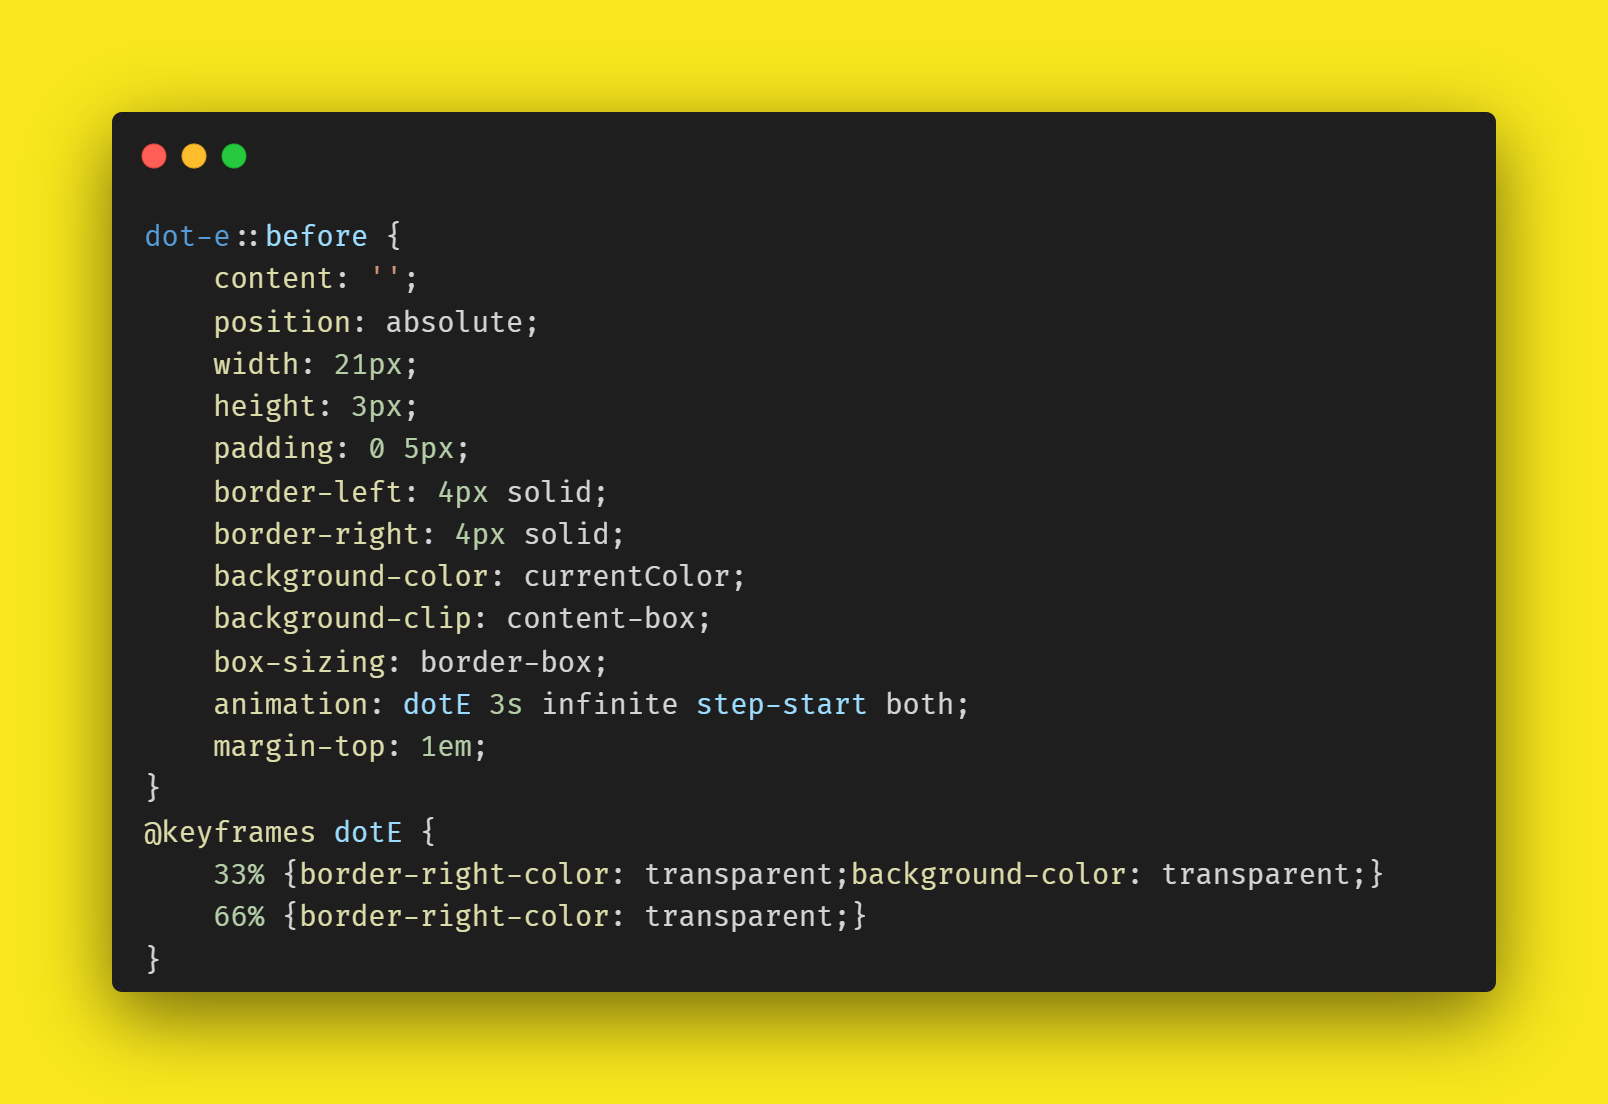 dot-e::before {
    content: '';
    position: absolute;
    width: 21px;
    height: 3px;
    padding: 0 5px;
    border-left: 4px solid;
    border-right: 4px solid;
    background-color: currentColor;
    background-clip: content-box;
    box-sizing: border-box;
    animation: dotE 3s infinite step-start both;
    margin-top: 1em;
}
@keyframes dotE {
    33% {border-right-color: transparent;background-color: transparent;}
    66% {border-right-color: transparent;}
}